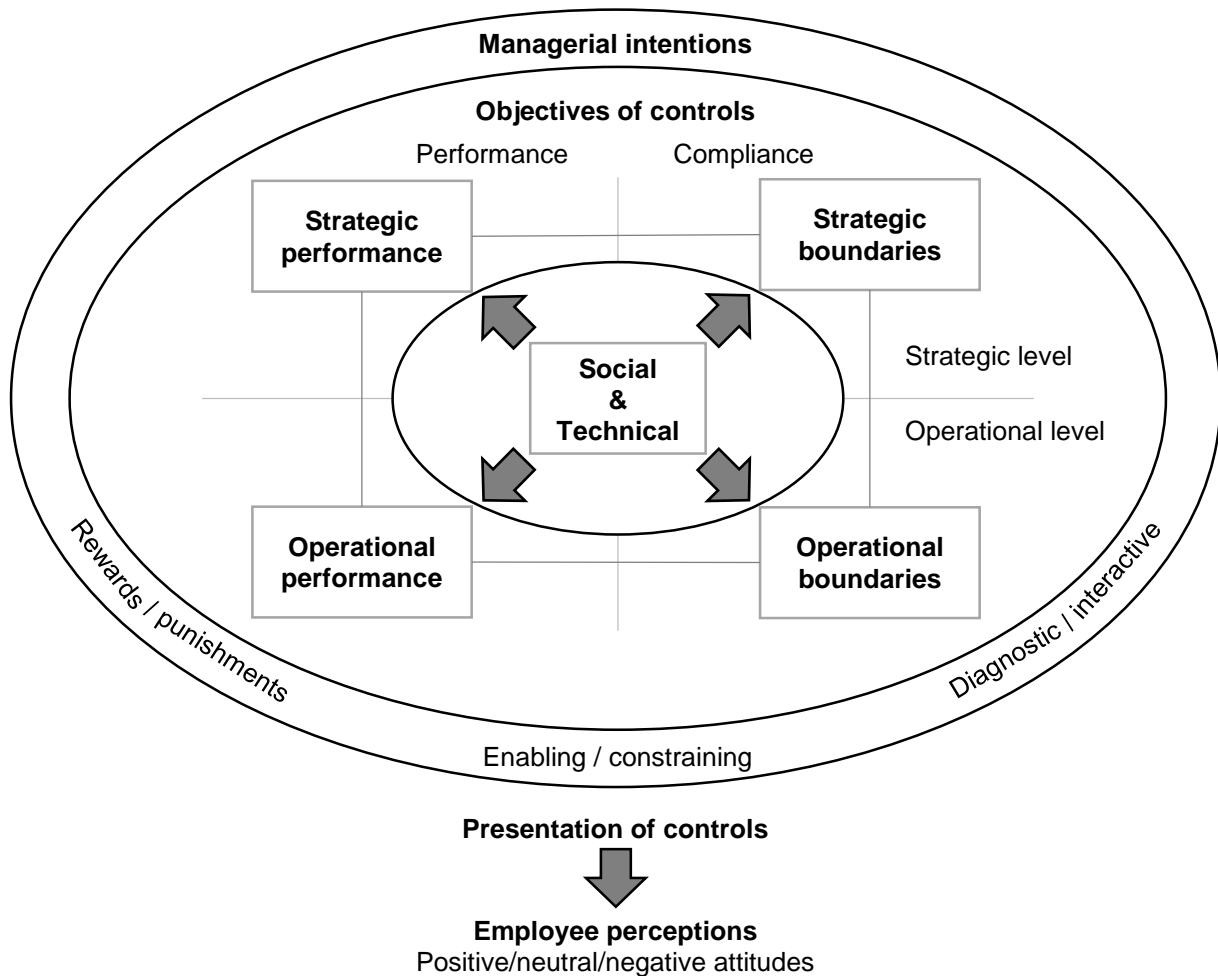 Managerial intentions
Objectives of controls
Performance
Compliance
Strategic
performance
Strategic
boundaries
Social
&
Technical
Strategic level
Operational level
Operational
performance
Operational
boundaries
Rewards / punishments
Diagnostic / interactive
Enabling / constraining
Presentation of controls
Employee perceptions
Positive/neutral/negative attitudes